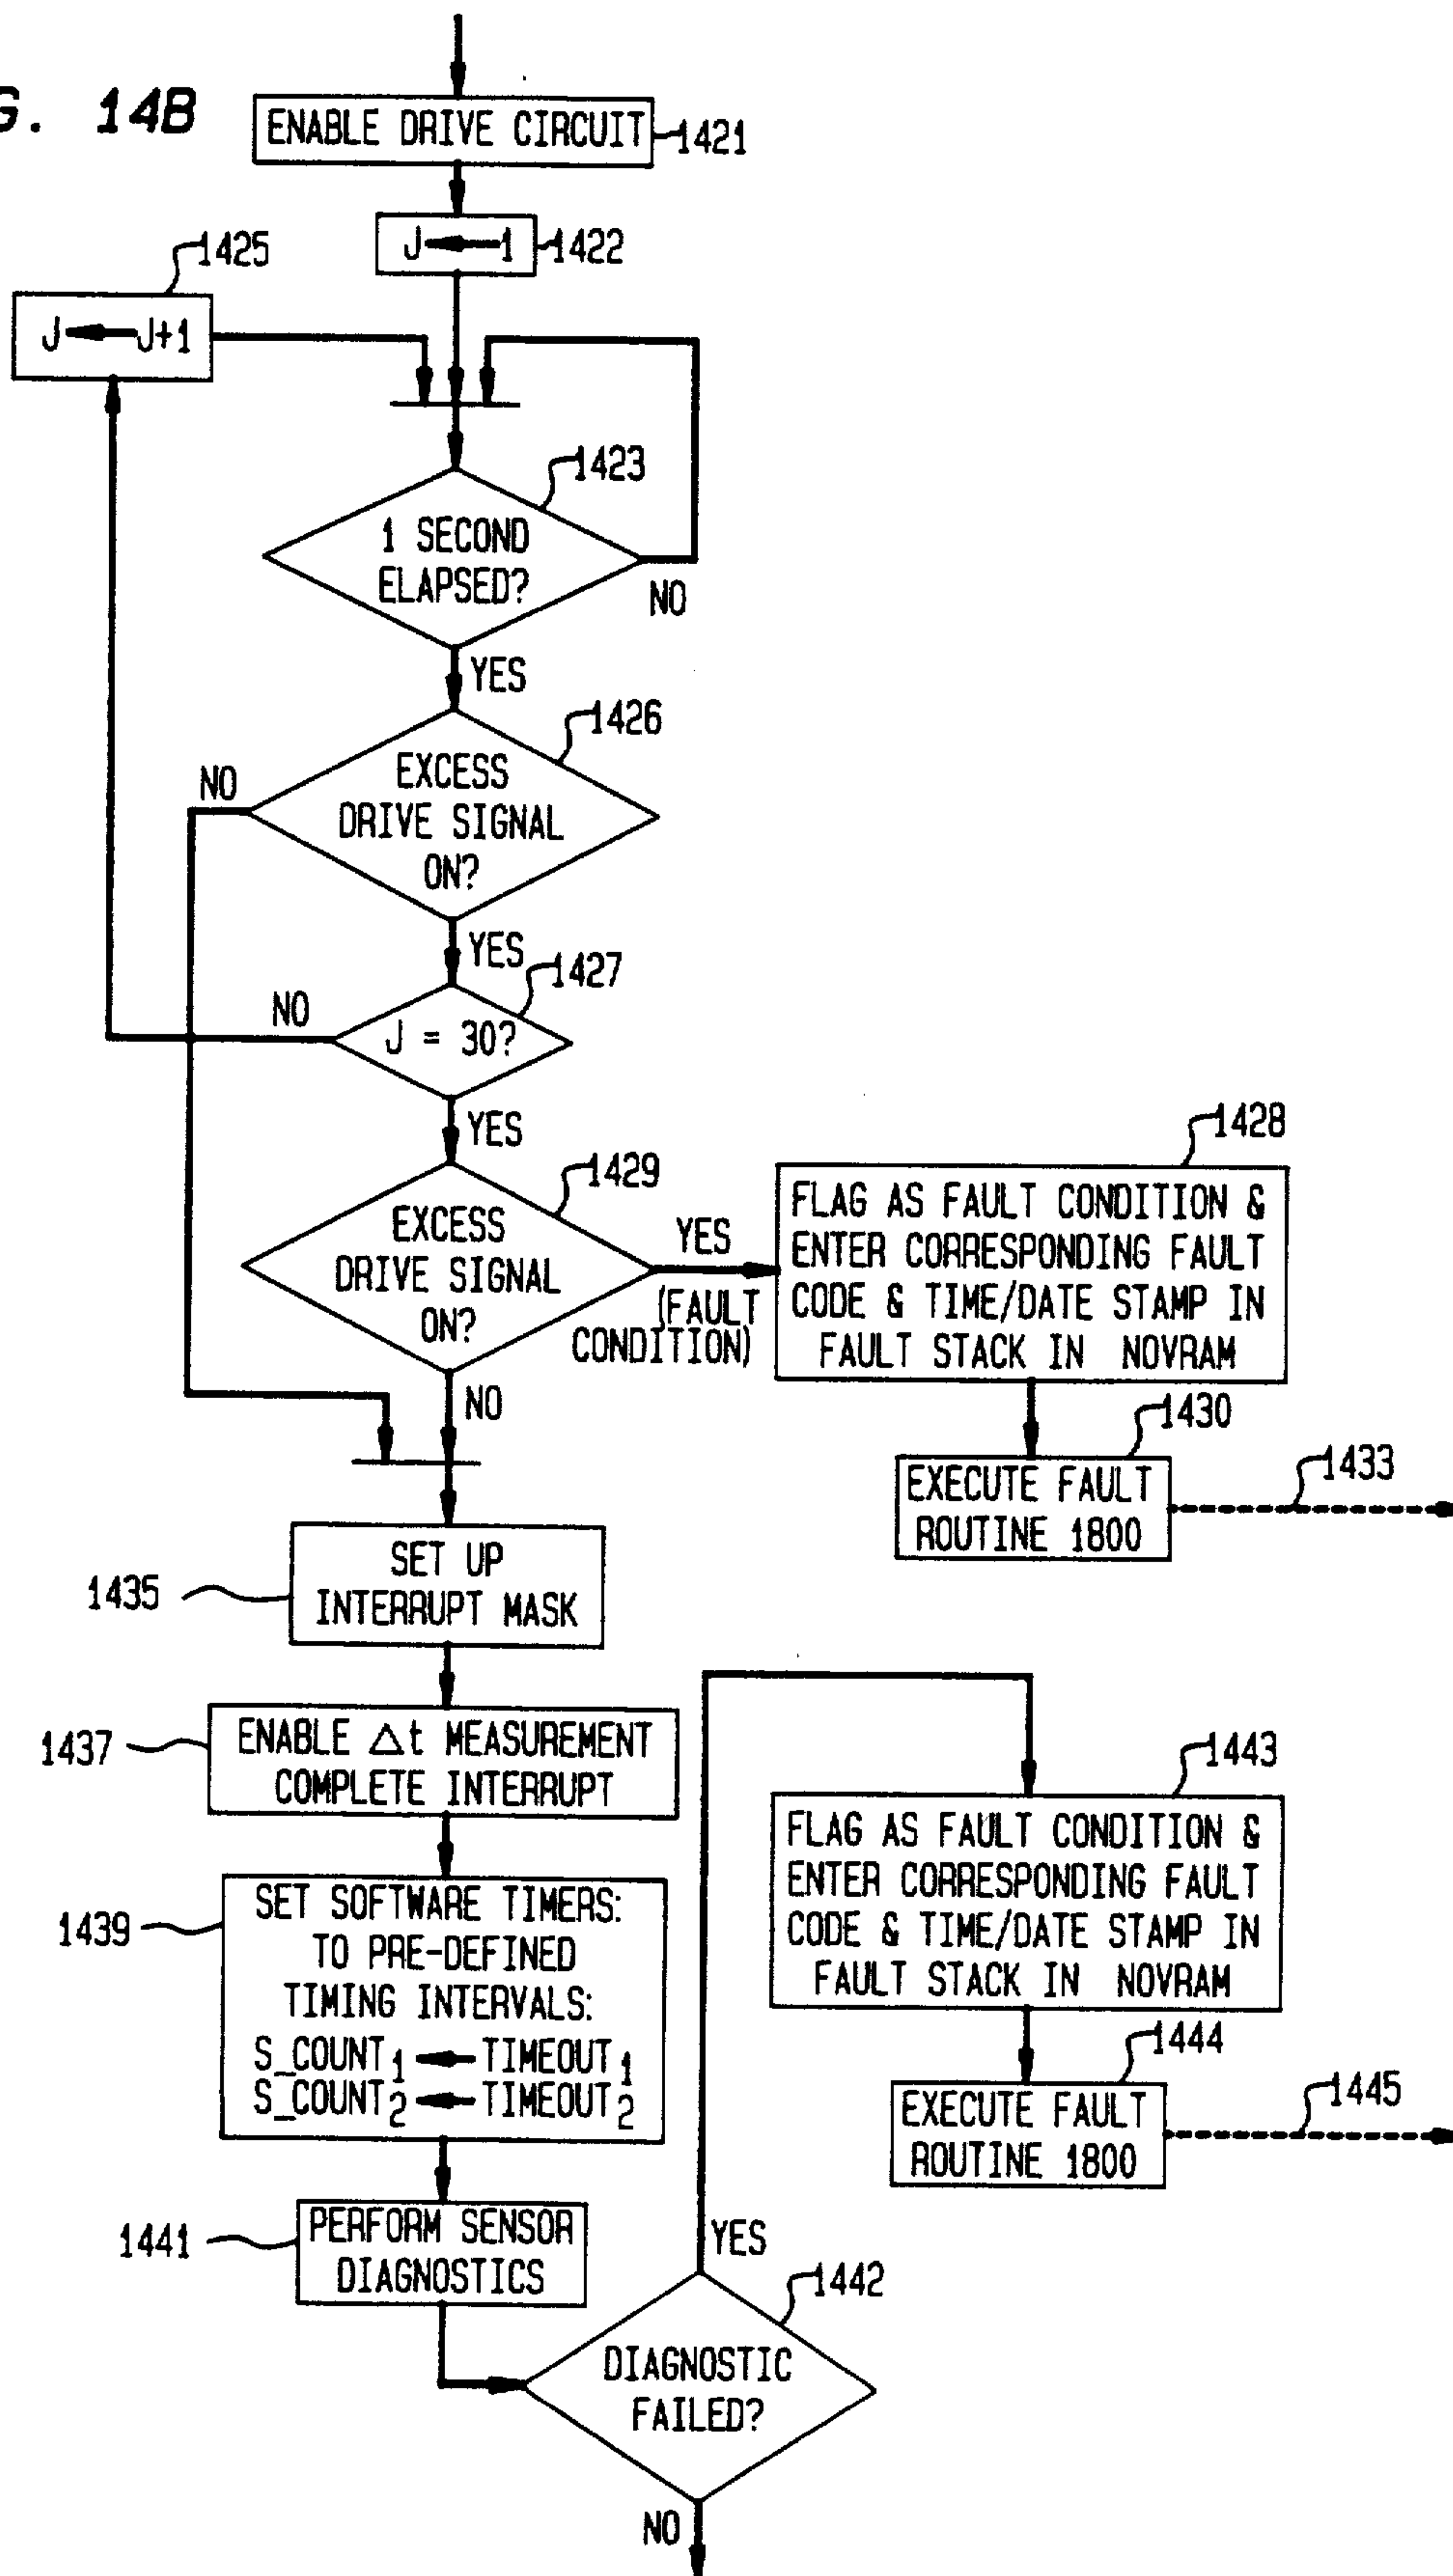 G. 14B
ENABLE DRIVE CIRCUIT
1421
J ← 1
1422
1425
J ← J+1
1423
1 SECOND
ELAPSED?
NO
YES
1426
EXCESS
DRIVE SIGNAL
ON?
NO
YES
1427
J = 30?
NO
YES
1429
EXCESS
DRIVE SIGNAL
ON?
YES
(FAULT
CONDITION)
NO
1428
FLAG AS FAULT CONDITION &
ENTER CORRESPONDING FAULT
CODE & TIME/DATE STAMP IN
FAULT STACK IN NOVRAM
1430
EXECUTE FAULT
ROUTINE 1800
1433
1435
SET UP
INTERRUPT MASK
1437
ENABLE Δt MEASUREMENT
COMPLETE INTERRUPT
1439
SET SOFTWARE TIMERS:
TO PRE-DEFINED
TIMING INTERVALS:
S_COUNT₁ ← TIMEOUT₁
S_COUNT₂ ← TIMEOUT₂
1441
PERFORM SENSOR
DIAGNOSTICS
1442
DIAGNOSTIC
FAILED?
YES
NO
1443
FLAG AS FAULT CONDITION &
ENTER CORRESPONDING FAULT
CODE & TIME/DATE STAMP IN
FAULT STACK IN NOVRAM
1444
EXECUTE FAULT
ROUTINE 1800
1445